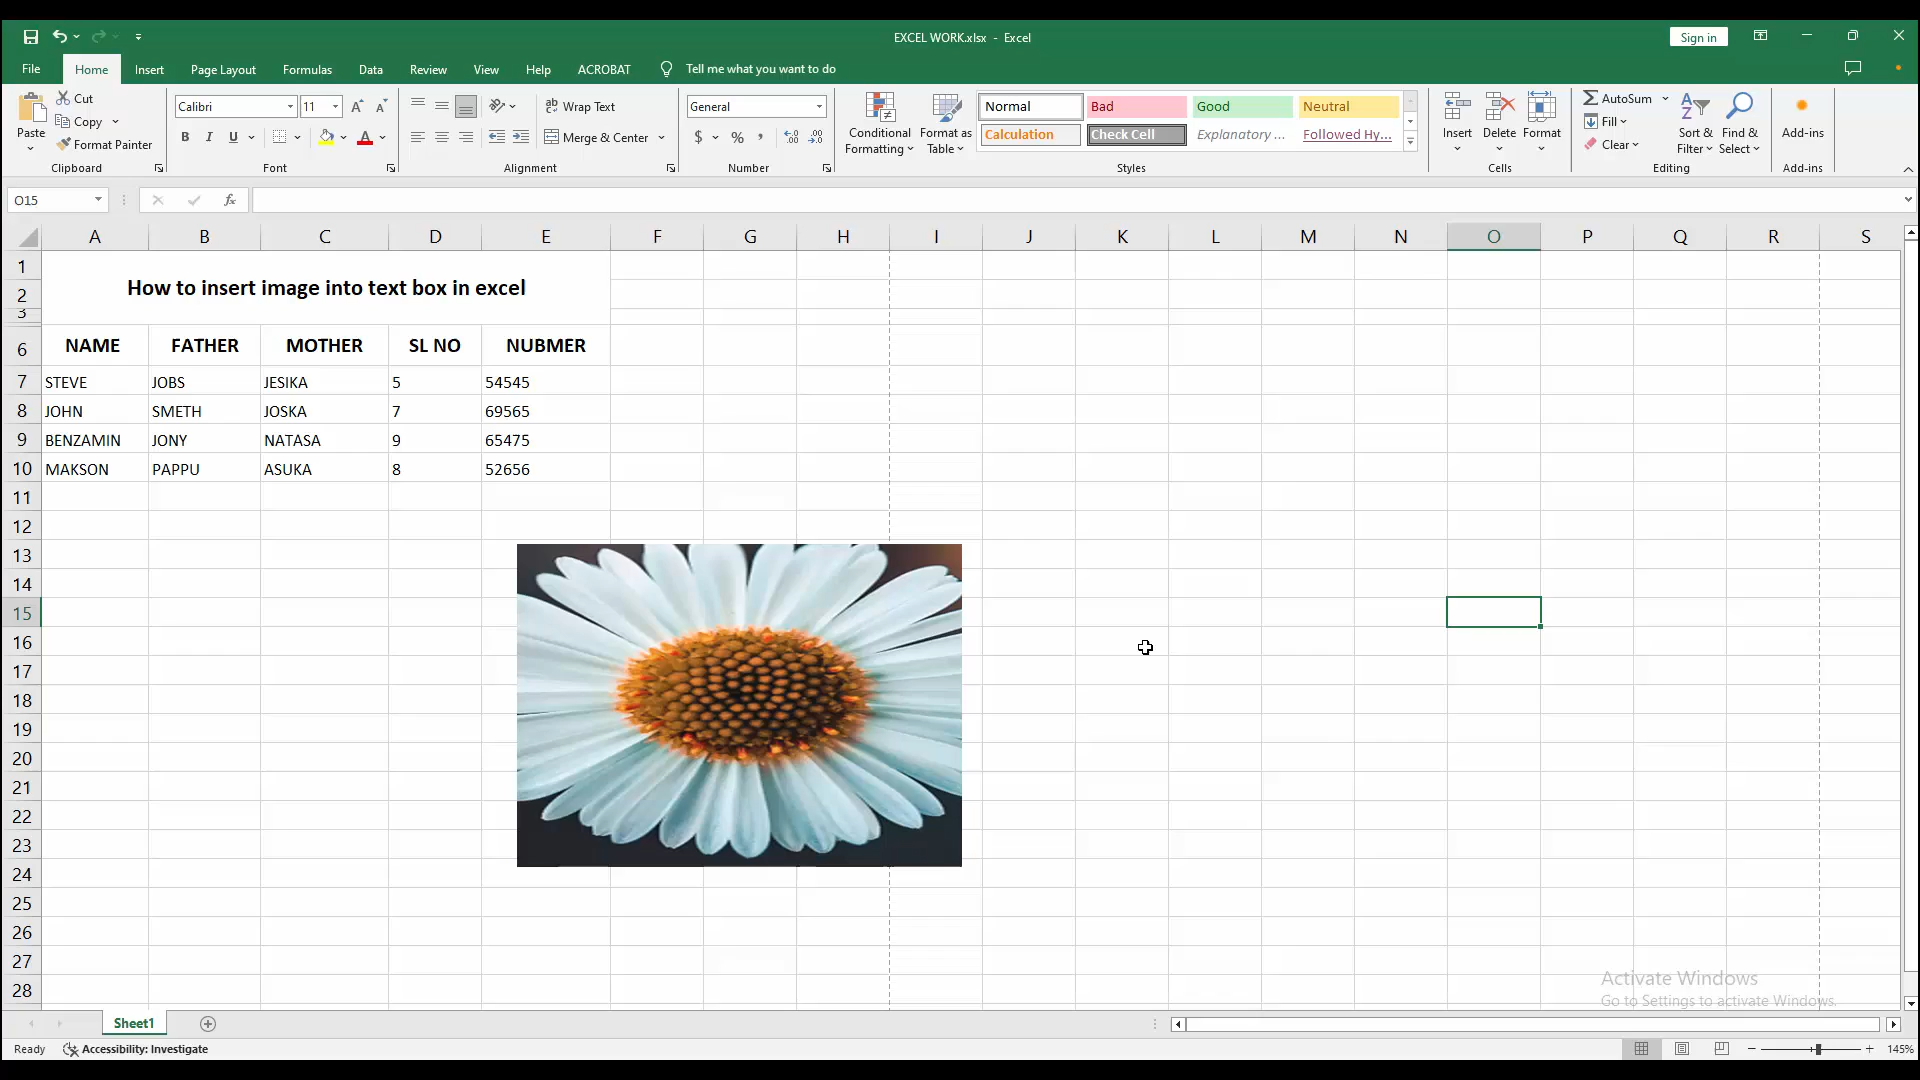 EXCEL WORK.xlsx - Excel
Sign in
File Home Insert Page Layout Formulas Data Review View Help ACROBAT Tell me what you want to do
Paste
Cut
Copy
Format Painter
Clipboard
Calibri 11
B I U
Font
Wrap Text
Merge & Center
Alignment
General
$ % ,
Number
Conditional Formatting
Format as Table
Normal Bad Good Neutral
Calculation Check Cell Explanatory ... Followed Hy...
Styles
Insert Delete Format
Cells
AutoSum
Fill
Clear
Sort & Filter
Find & Select
Editing
Add-ins
Add-ins
O15
fx
A B C D E F G H I J K L M N O P Q R S
1
2
3
How to insert image into text box in excel
6 NAME FATHER MOTHER SL NO NUBMER
7 STEVE JOBS JESIKA 5 54545
8 JOHN SMETH JOSKA 7 69565
9 BENZAMIN JONY NATASA 9 65475
10 MAKSON PAPPU ASUKA 8 52656
11
12
13
14
15
16
17
18
19
20
21
22
23
24
25
26
27
28
Activate Windows
Go to Settings to activate Windows.
Sheet1
Ready Accessibility: Investigate
145%